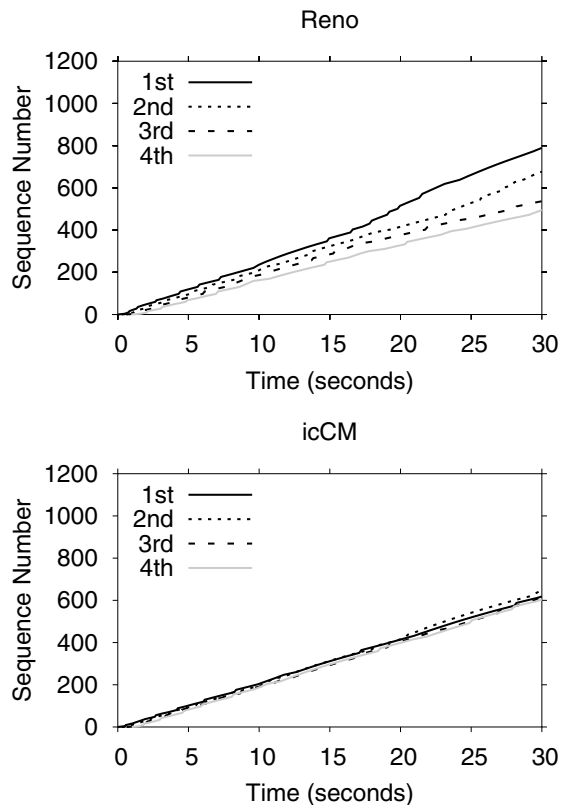 Reno
1200
1000
800
600
400
200
0
Sequence Number
1st
2nd
3rd
4th
0 5 10 15 20 25 30
Time (seconds)
icCM
1200
1000
800
600
400
200
0
Sequence Number
1st
2nd
3rd
4th
0 5 10 15 20 25 30
Time (seconds)